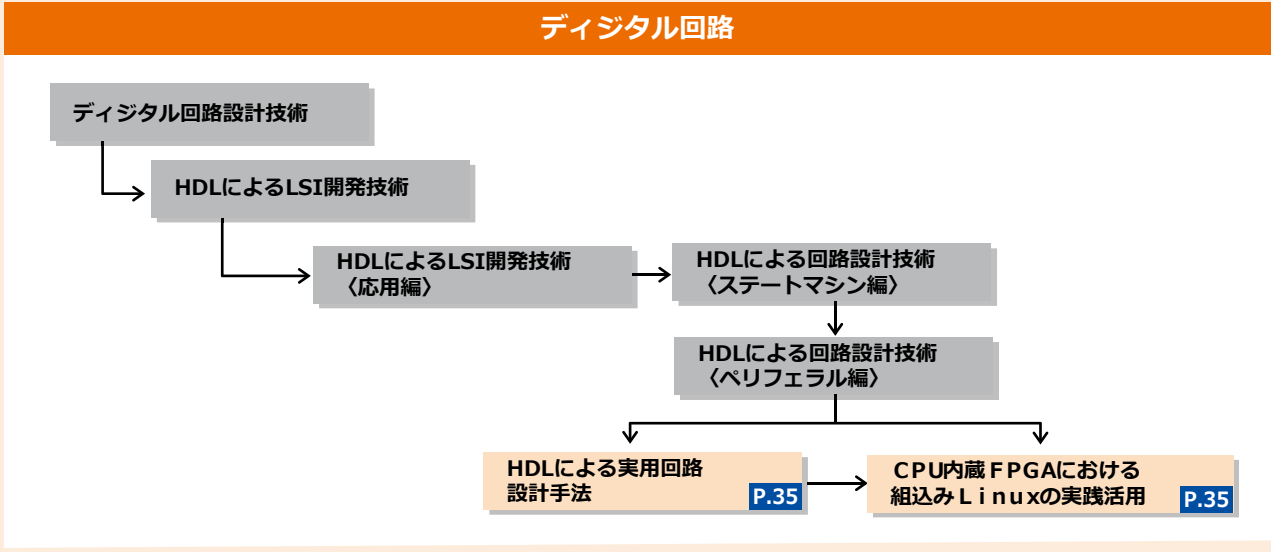 ディジタル回路
ディジタル回路設計技術
HDLによるLSI開発技術
HDLによるLSI開発技術
〈応用編〉
HDLによる回路設計技術
〈ステートマシン編〉
HDLによる回路設計技術
〈ペリフェラル編〉
HDLによる実用回路
設計手法
P.35
CPU内蔵FPGAにおける
組込みLinuxの実践活用
P.35